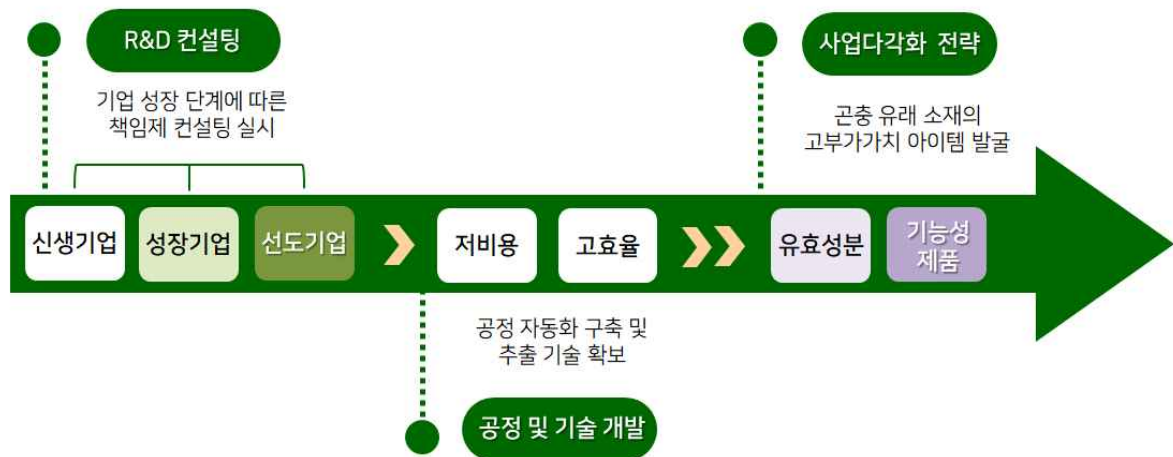 R&D 컨설팅
기업 성장 단계에 따른
책임제 컨설팅 실시
사업다각화 전략
곤충 유래 소재의
고부가가치 아이템 발굴
신생기업
성장기업
선도기업
저비용
고효율
유효성분
기능성
제품
공정 자동화 구축 및
추출 기술 확보
공정 및 기술 개발